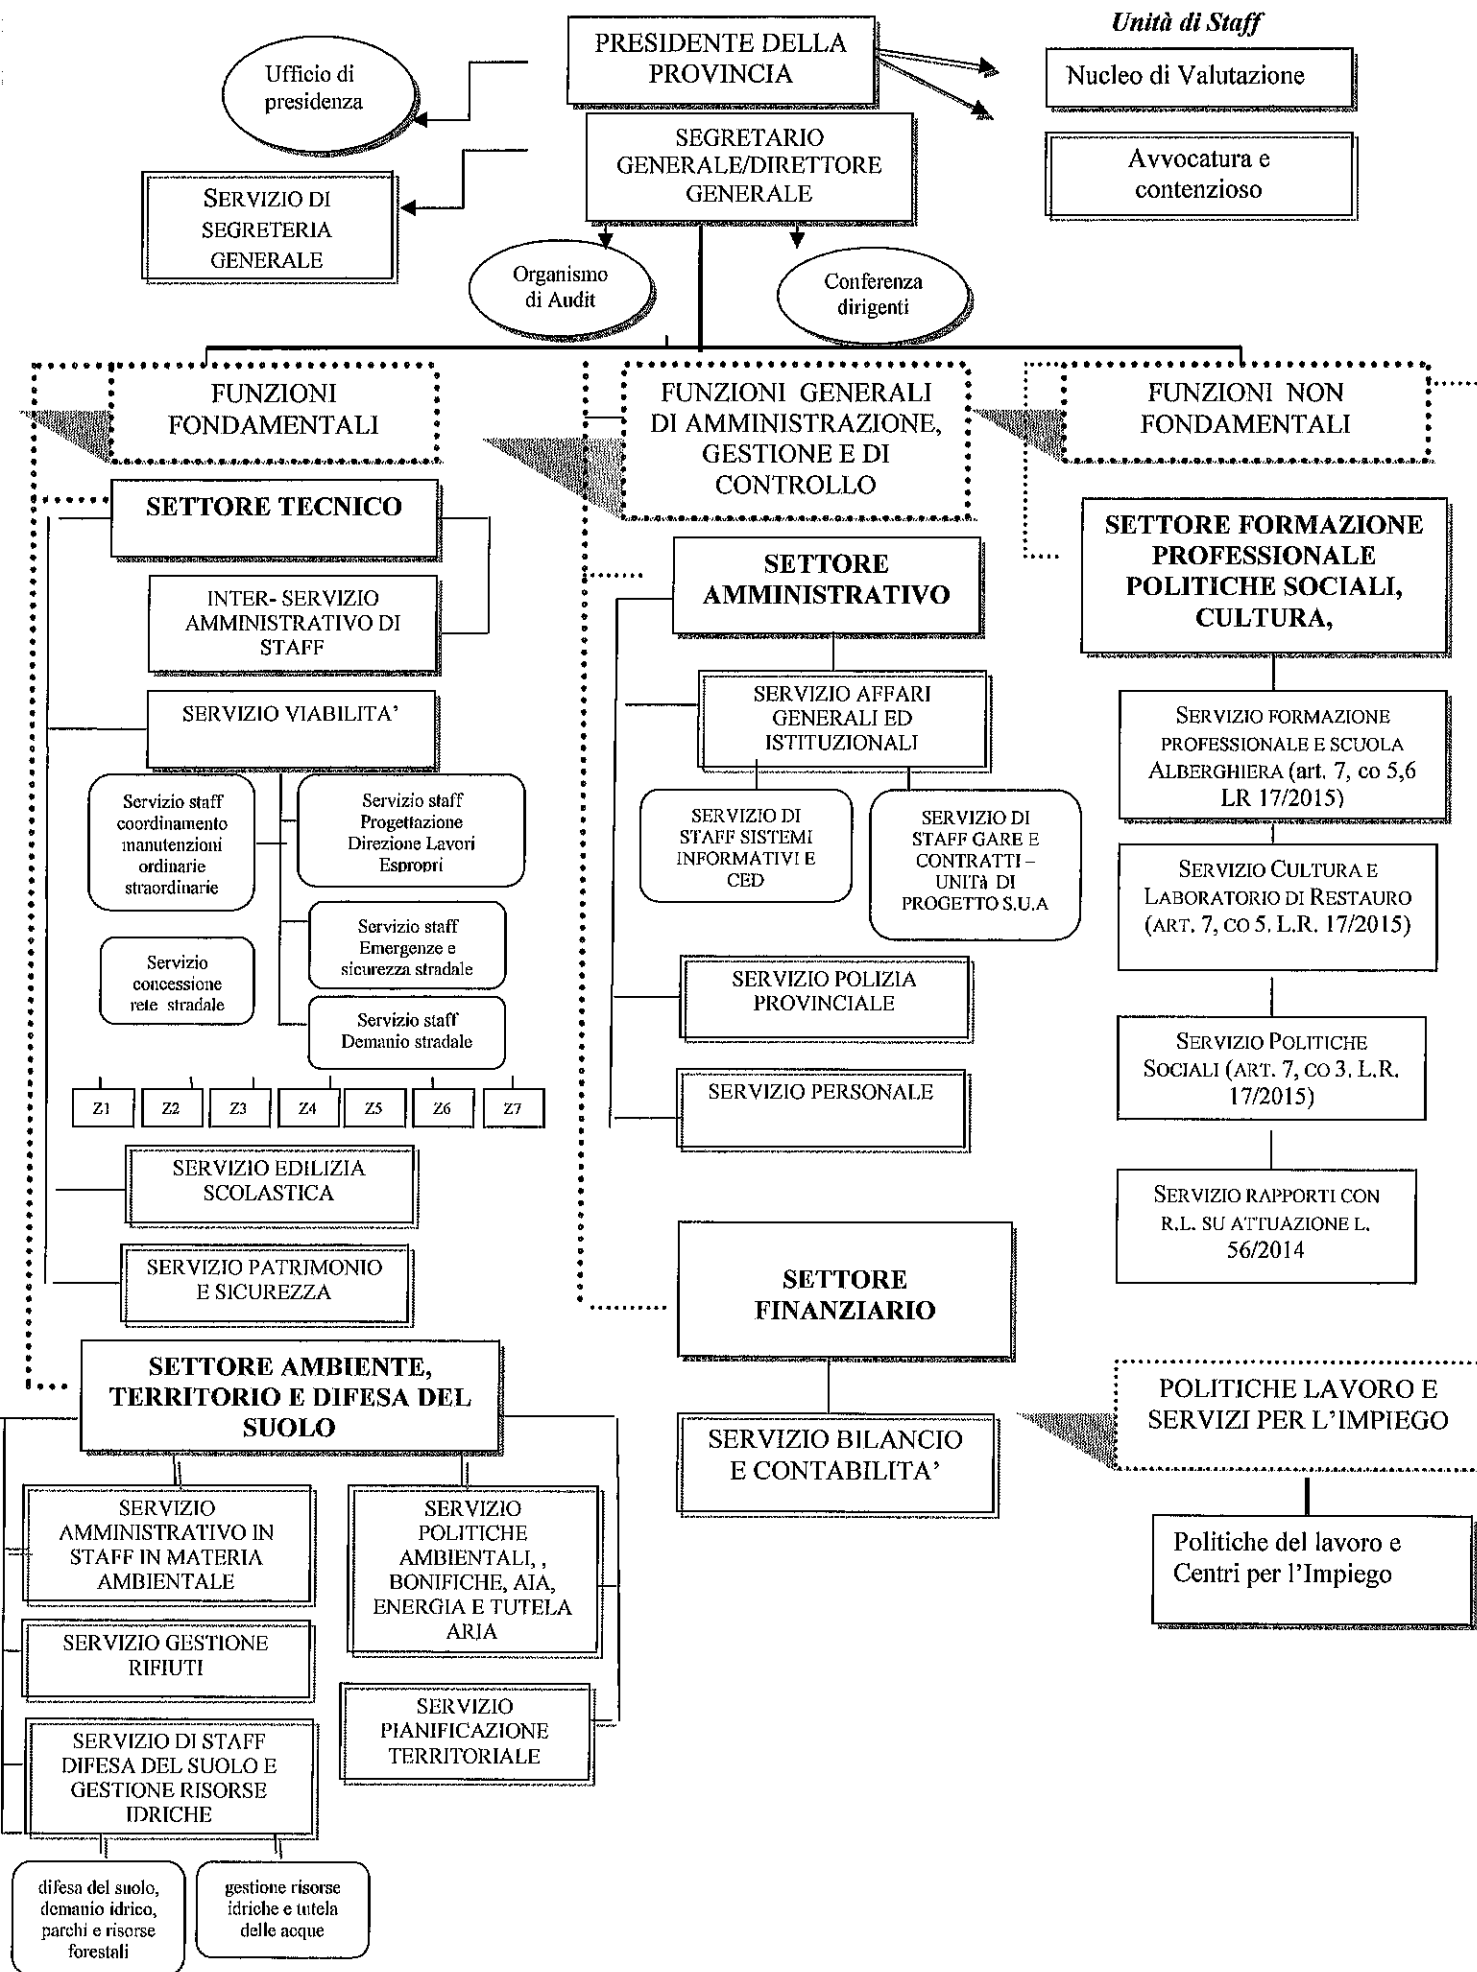 Unità di Staff
PRESIDENTE DELLA
PROVINCIA
Ufficio di
presidenza
Nucleo di Valutazione
SEGRETARIO
GENERALE/DIRETTORE
GENERALE
Avvocatura e
contenzioso
SERVIZIO DI
SEGRETERIA
GENERALE
Organismo
di Audit
Conferenza
dirigenti
FUNZIONI
FONDAMENTALI
SETTORE TECNICO
INTER- SERVIZIO
AMMINISTRATIVO DI
STAFF
SERVIZIO VIABILITA'
Servizio staff
coordinamento
manutenzioni
ordinarie
straordinarie
Servizio staff
Progettazione
Direzione Lavori
Espropri
Servizio
concessione
rete stradale
Servizio staff
Emergenze e
sicurezza stradale
Servizio staff
Demanio stradale
Z1
Z2
Z3
Z4
Z5
Z6
Z7
SERVIZIO EDILIZIA
SCOLASTICA
SERVIZIO PATRIMONIO
E SICUREZZA
SETTORE AMBIENTE,
TERRITORIO E DIFESA DEL
SUOLO
SERVIZIO
AMMINISTRATIVO IN
STAFF IN MATERIA
AMBIENTALE
SERVIZIO
POLITICHE
AMBIENTALI, ,
BONIFICHE, AIA,
ENERGIA E TUTELA
ARIA
SERVIZIO GESTIONE
RIFIUTI
SERVIZIO
PIANIFICAZIONE
TERRITORIALE
SERVIZIO DI STAFF
DIFESA DEL SUOLO E
GESTIONE RISORSE
IDRICHE
difesa del suolo,
demanio idrico,
parchi e risorse
forestali
gestione risorse
idriche e tutela
delle acque
FUNZIONI GENERALI
DI AMMINISTRAZIONE,
GESTIONE E DI
CONTROLLO
SETTORE
AMMINISTRATIVO
SERVIZIO AFFARI
GENERALI ED
ISTITUZIONALI
SERVIZIO DI
STAFF SISTEMI
INFORMATIVI E
CED
SERVIZIO DI
STAFF GARE E
CONTRATTI –
UNITà DI
PROGETTO S.U.A
SERVIZIO POLIZIA
PROVINCIALE
SERVIZIO PERSONALE
SETTORE
FINANZIARIO
SERVIZIO BILANCIO
E CONTABILITA'
FUNZIONI NON
FONDAMENTALI
SETTORE FORMAZIONE
PROFESSIONALE
POLITICHE SOCIALI,
CULTURA,
SERVIZIO FORMAZIONE
PROFESSIONALE E SCUOLA
ALBERGHIERA (art. 7, co 5,6
LR 17/2015)
SERVIZIO CULTURA E
LABORATORIO DI RESTAURO
(ART. 7, CO 5. L.R. 17/2015)
SERVIZIO POLITICHE
SOCIALI (ART. 7, CO 3. L.R.
17/2015)
SERVIZIO RAPPORTI CON
R.L. SU ATTUAZIONE L.
56/2014
POLITICHE LAVORO E
SERVIZI PER L'IMPIEGO
Politiche del lavoro e
Centri per l'Impiego